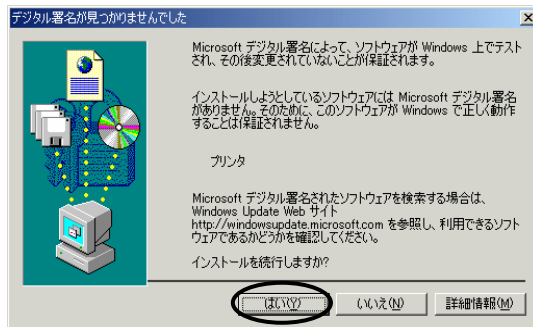 デジタル署名が見つかりませんでした
Microsoft デジタル署名によって、ソフトウェアが Windows 上でテスト
され、その後変更されていないことが保証されます。
インストールしようとしているソフトウェアには Microsoft デジタル署名
がありません。そのために、このソフトウェアが Windows で正しく動作
することは保証されません。
プリンタ
Microsoft デジタル署名されたソフトウェアを検索する場合は、
Windows Update Web サイト
http://windowsupdate.microsoft.com を参照し、利用できるソフト
ウェアであるかどうかを確認してください。
インストールを続行しますか?
はい(Y) いいえ(N) 詳細情報(M)